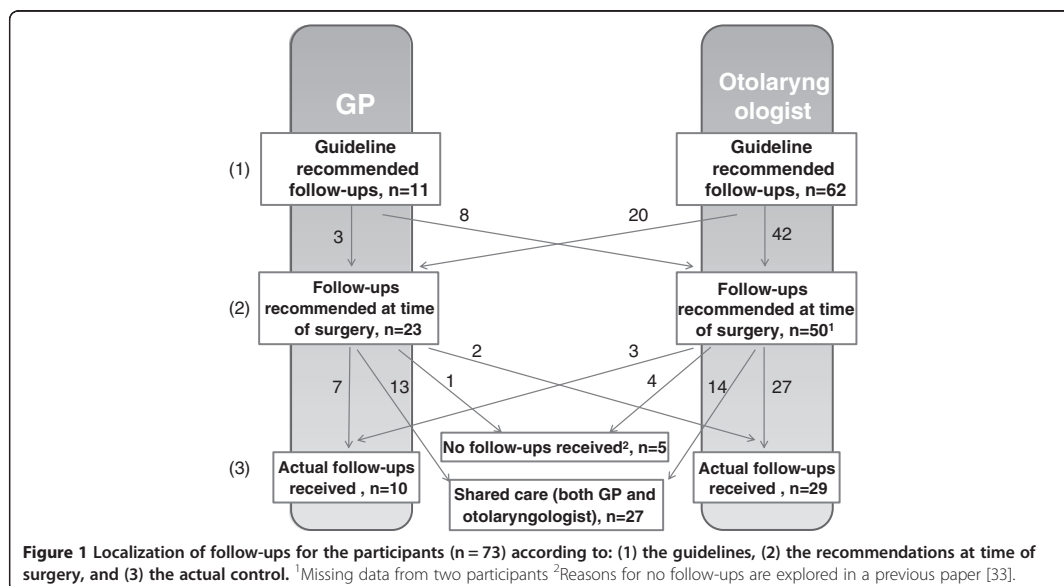 GP
Otolaryng
ologist
(1)
Guideline
recommended
follow-ups, n=11
Guideline
recommended
follow-ups, n=62
3
8
20
42
(2)
Follow-ups
recommended at time
of surgery, n=23
Follow-ups
recommended at time
of surgery, n=50¹
7
13
1
2
3
4
14
27
No follow-ups received², n=5
(3)
Actual follow-ups
received , n=10
Shared care (both GP and
otolaryngologist), n=27
Actual follow-ups
received , n=29
Figure 1 Localization of follow-ups for the participants (n = 73) according to: (1) the guidelines, (2) the recommendations at time of
surgery, and (3) the actual control. ¹Missing data from two participants ²Reasons for no follow-ups are explored in a previous paper [33].